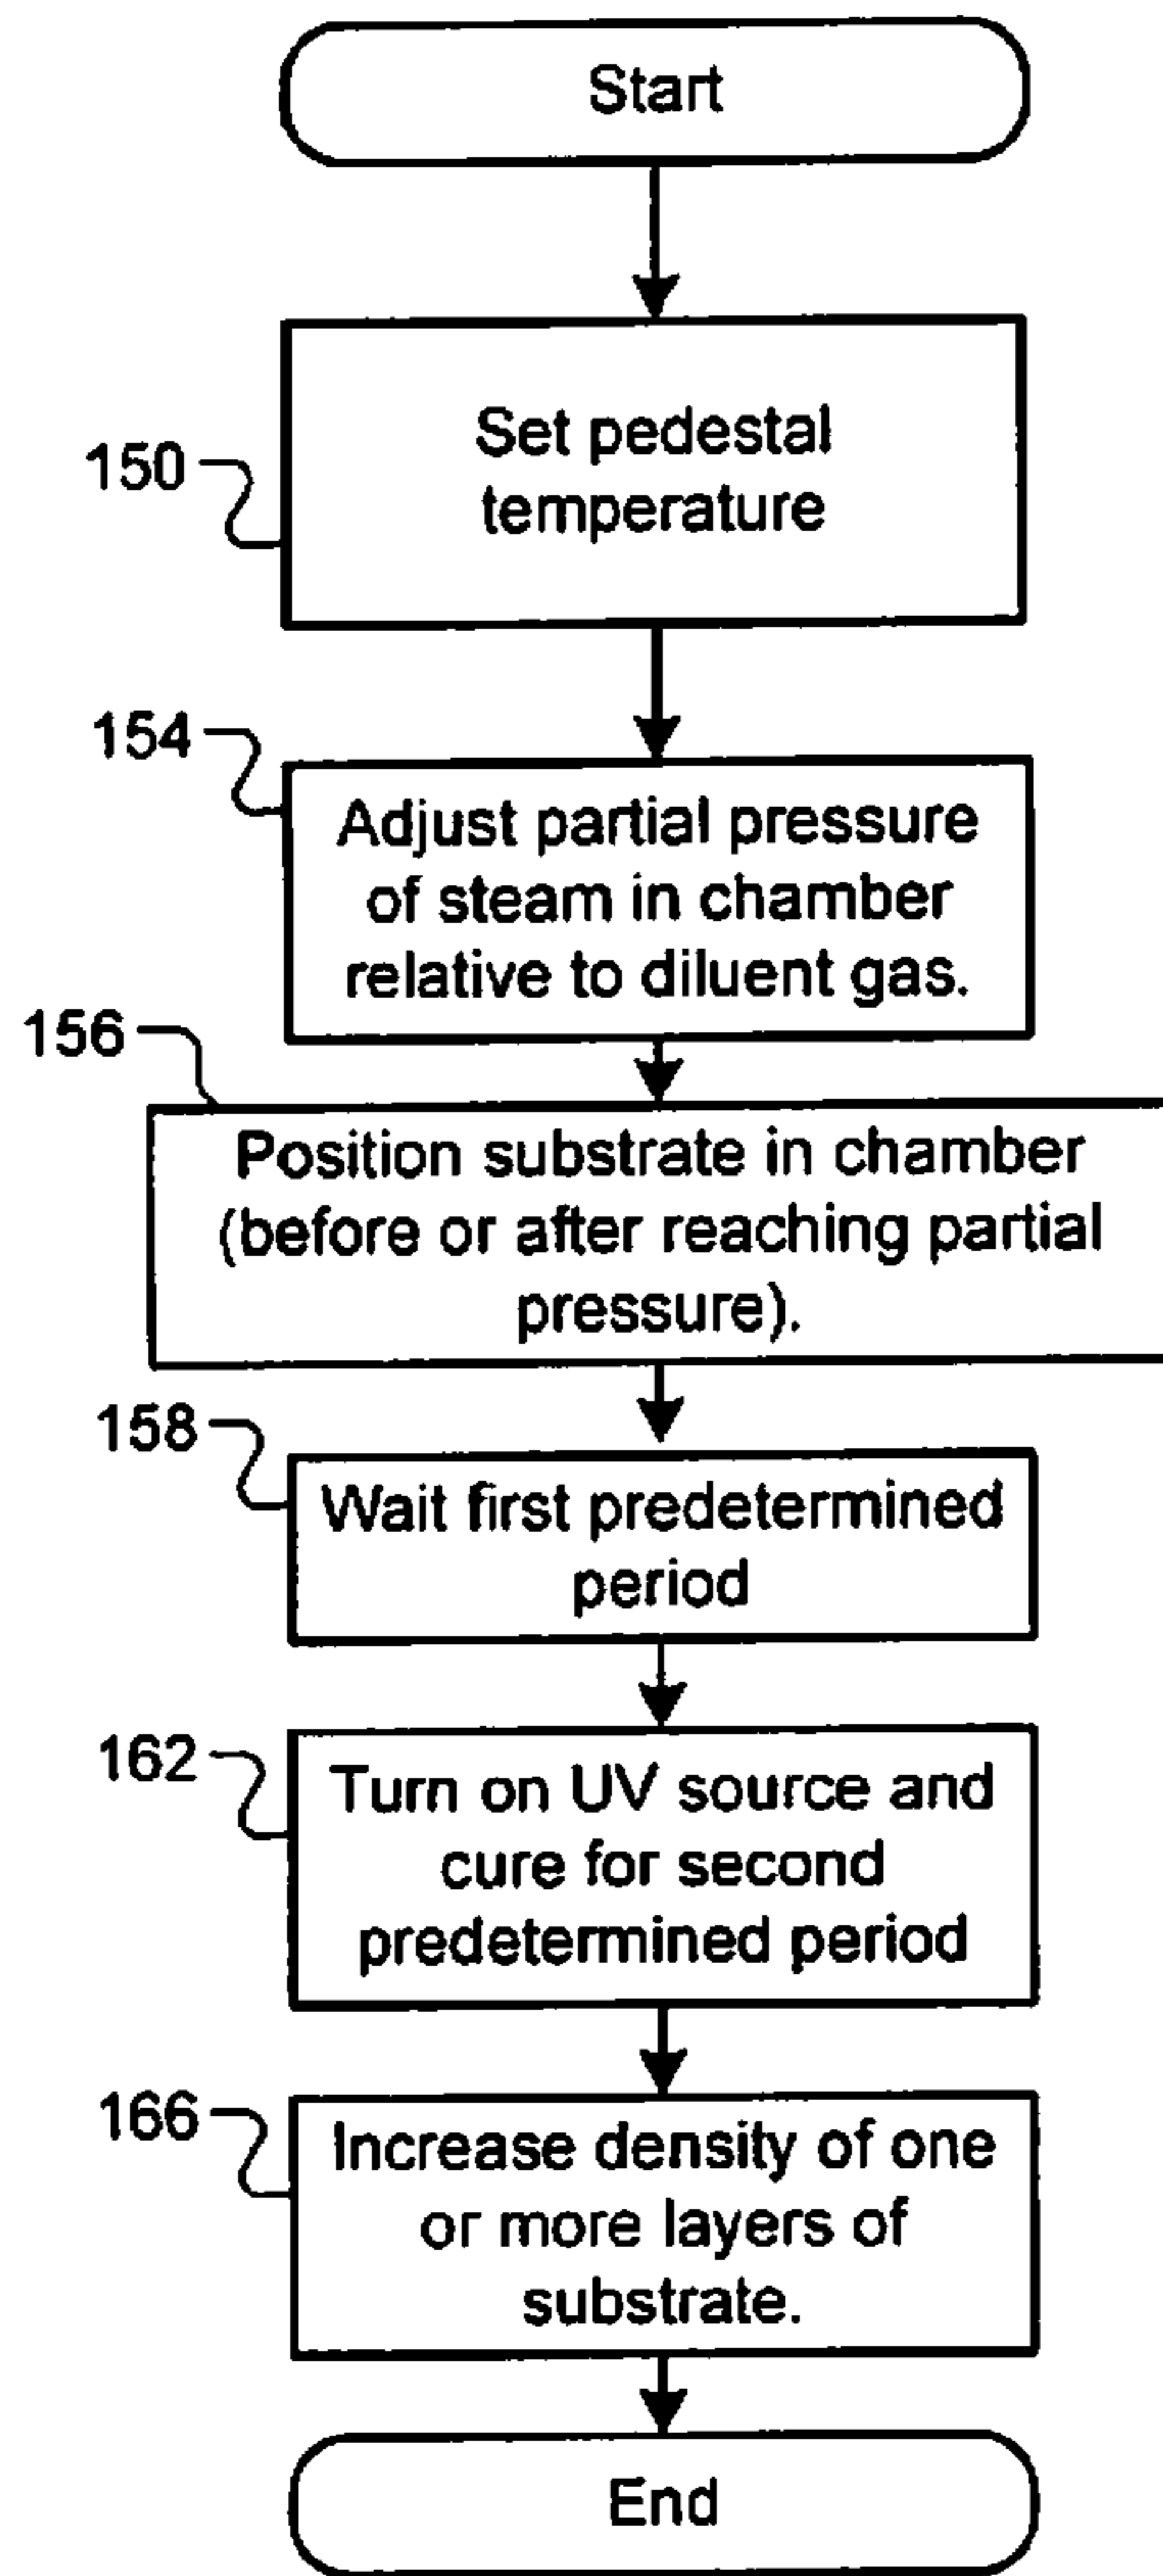 Start
150
Set pedestal
temperature
154
Adjust partial pressure
of steam in chamber
relative to diluent gas.
156
Position substrate in chamber
(before or after reaching partial
pressure).
158
Wait first predetermined
period
162
Turn on UV source and
cure for second
predetermined period
166
Increase density of one
or more layers of
substrate.
End